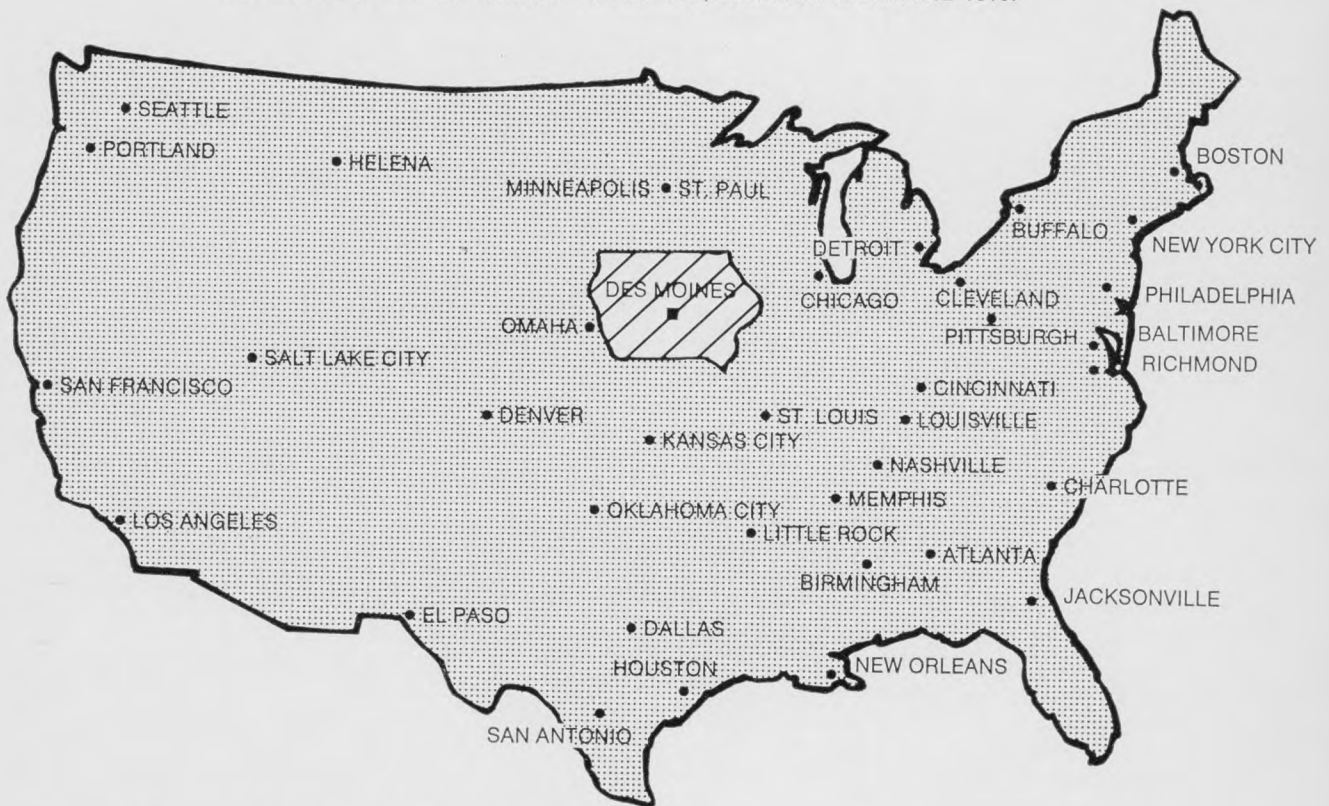 SEATTLE
PORTLAND
HELENA
BOSTON
MINNEAPOLIS ST. PAUL
BUFFALO
DETROIT
NEW YORK CITY
DES MOINES
CHICAGO
CLEVELAND
PHILADELPHIA
OMAHA
PITTSBURGH
BALTIMORE
SALT LAKE CITY
RICHMOND
SAN FRANCISCO
CINCINNATI
DENVER
ST. LOUIS
LOUISVILLE
KANSAS CITY
NASHVILLE
CHARLOTTE
MEMPHIS
OKLAHOMA CITY
LOS ANGELES
LITTLE ROCK
ATLANTA
BIRMINGHAM
JACKSONVILLE
EL PASO
DALLAS
HOUSTON
NEW ORLEANS
SAN ANTONIO